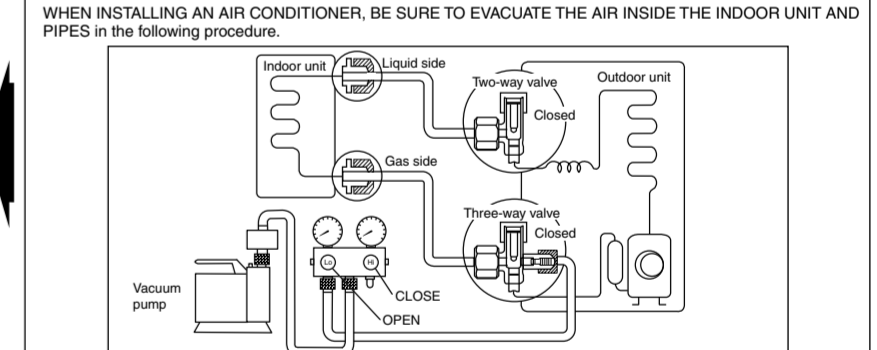 WHEN INSTALLING AN AIR CONDITIONER, BE SURE TO EVACUATE THE AIR INSIDE THE INDOOR UNIT AND
PIPES in the following procedure.
Indoor unit
Liquid side
Two-way valve
Outdoor unit
Closed
Gas side
Three-way valve
Closed
Lo
Hi
Vacuum
pump
CLOSE
OPEN